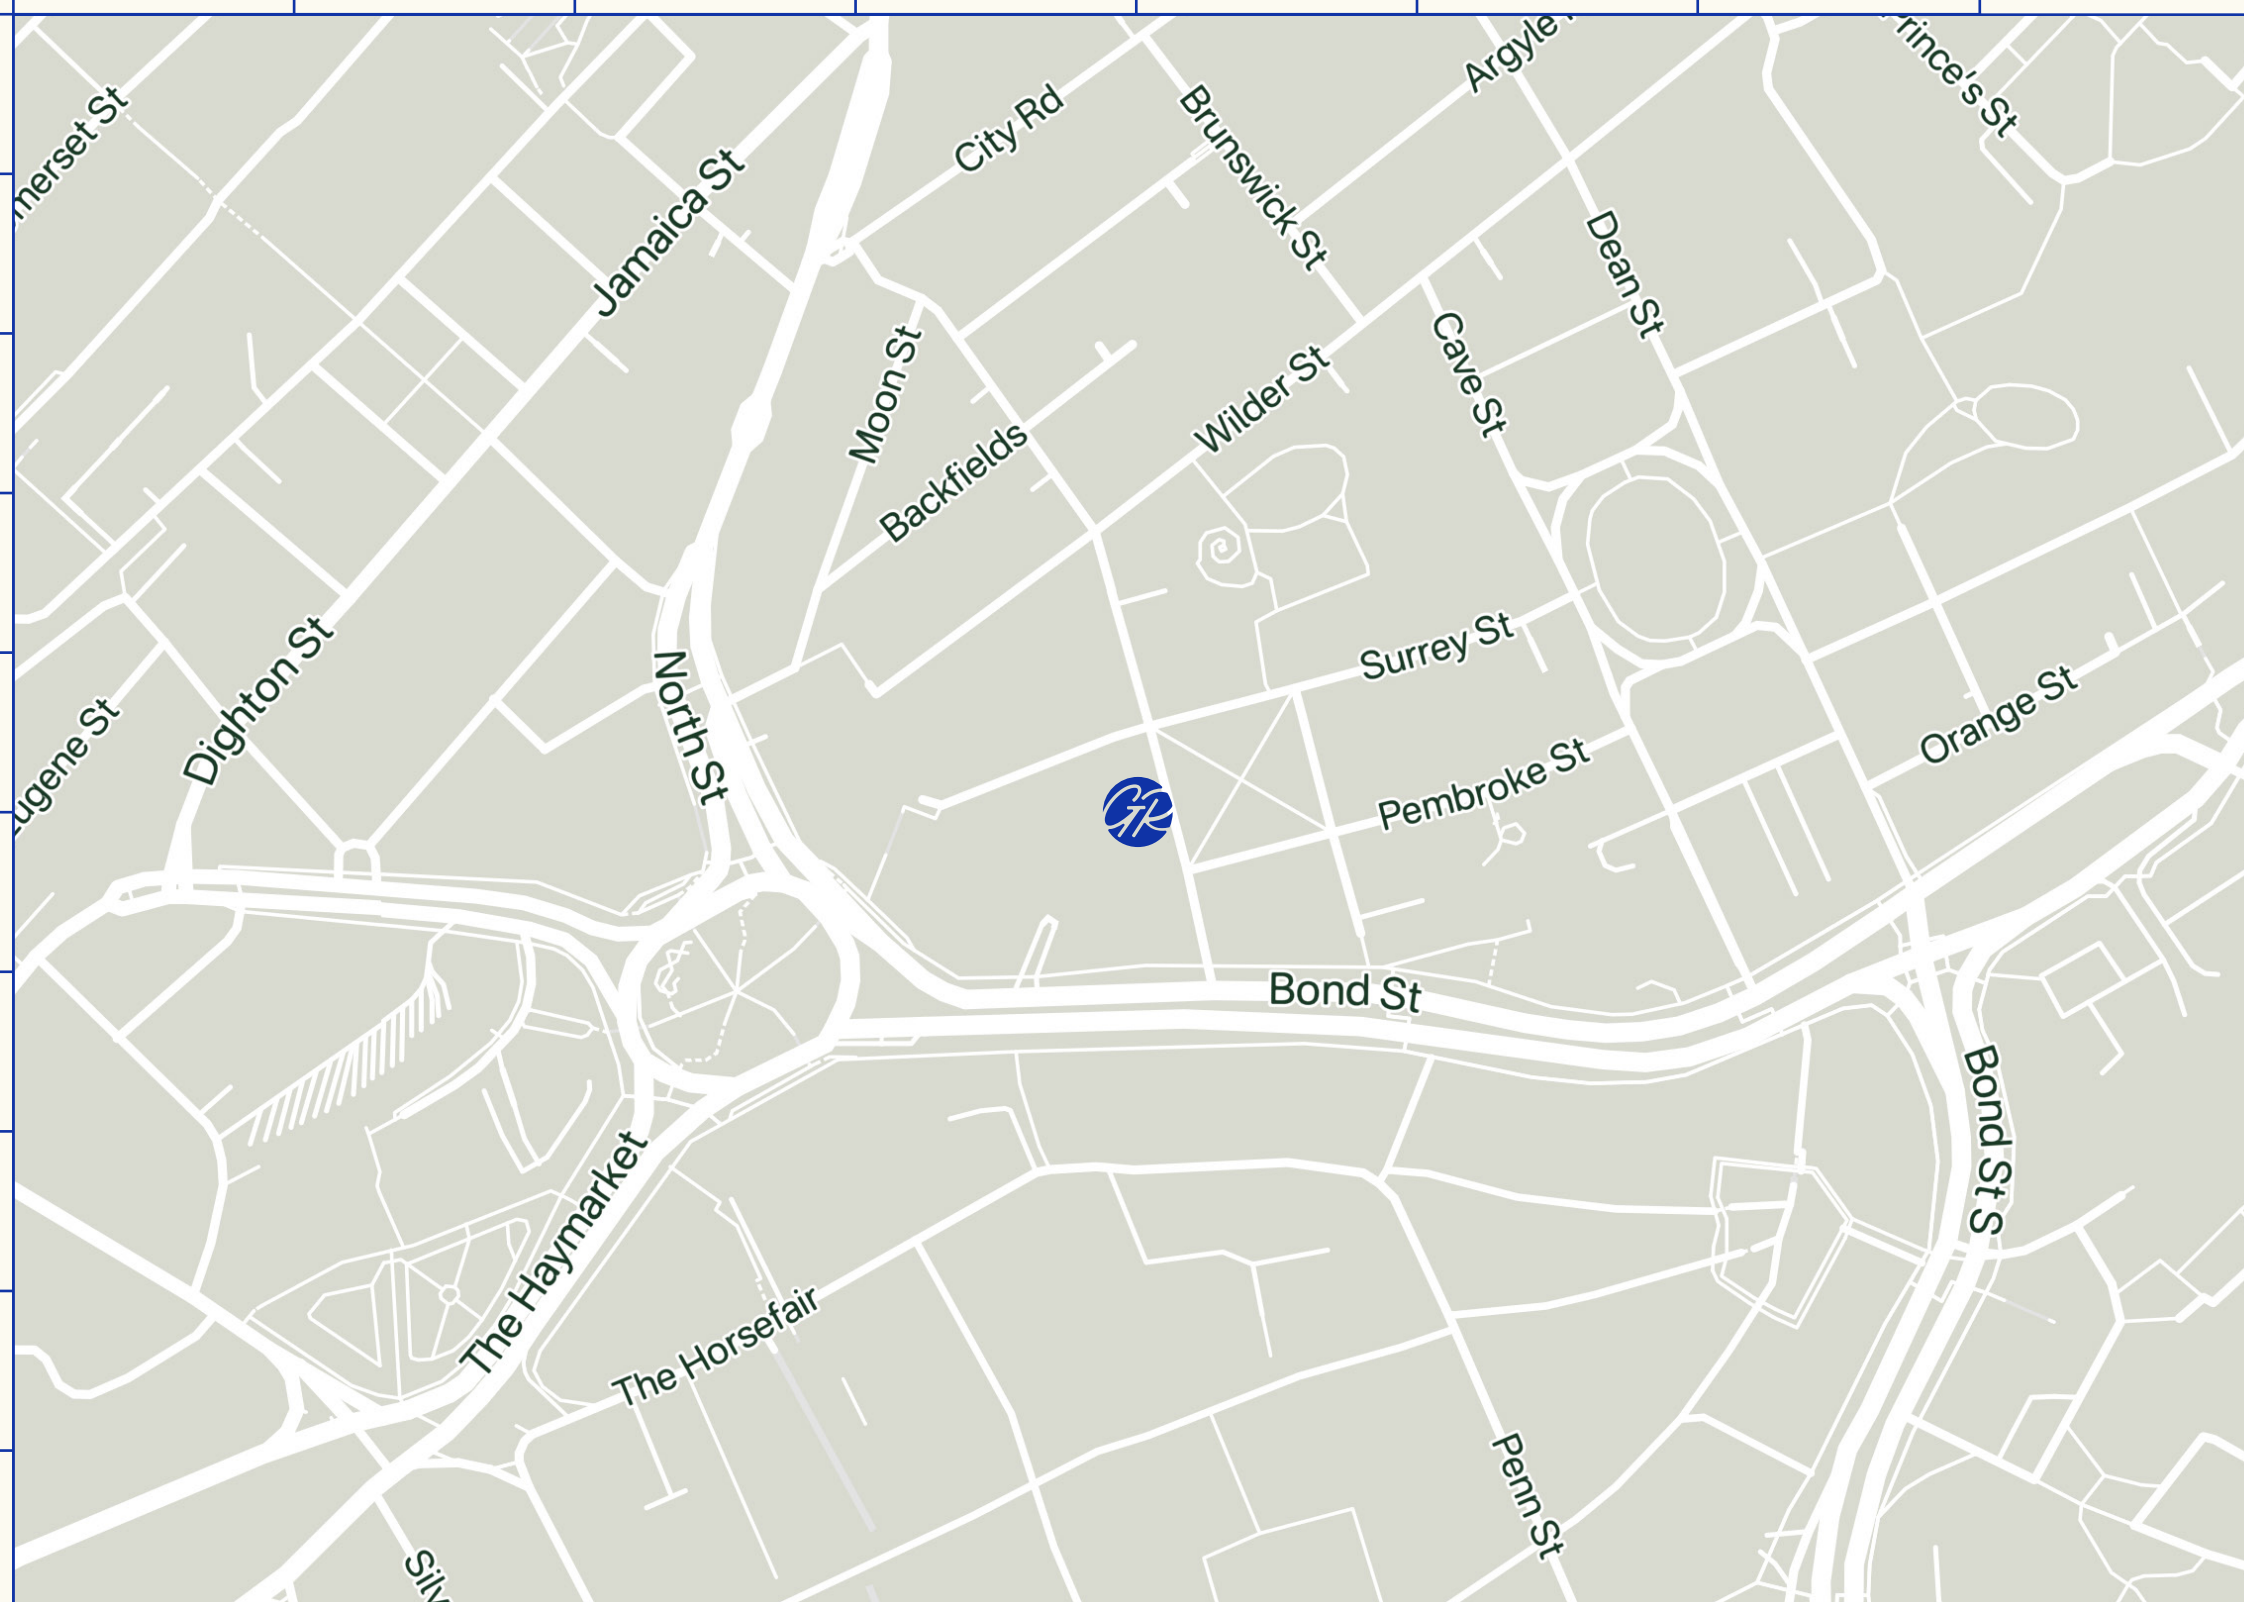 Argyle
Prince's St
City Rd
Brunswick St
merset St
Jamaica St
Dean St
Moon St
Cave St
Wilder St
Backfields
Surrey St
Dighton St
North St
Eugene St
Orange St
Pembroke St
Bond St
Bond St S
The Haymarket
The Horsefair
Penn St
Silv